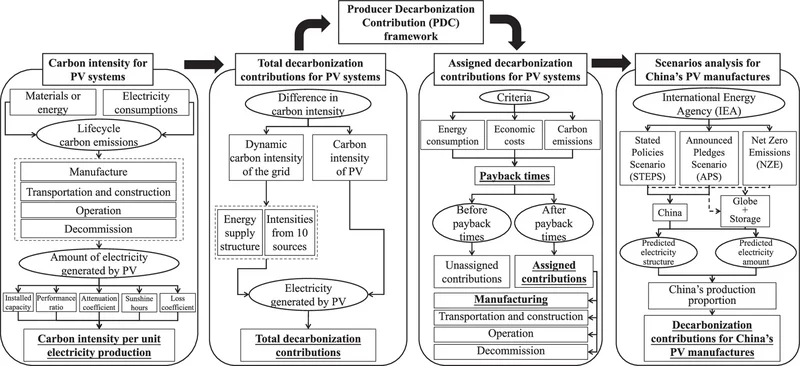 Producer Decarbonization
Contribution (PDC)
framework
Carbon intensity for
PV systems
Materials or
energy
Electricity
consumptions
Lifecycle
carbon emissions
Manufacture
Transportation and construction
Operation
Decommission
Amount of electricity
generated by PV
Installed
capacity
Performance
ratio
Attenuation
coefficient
Sunshine
hours
Loss
coefficient
Carbon intensity per unit
electricity production
Total decarbonization
contributions for PV systems
Difference in
carbon intensity
Dynamic
carbon intensity
of the grid
Carbon
intensity
of PV
Energy
supply
structure
Intensities
from 10
sources
Electricity
generated by PV
Total decarbonization
contributions
Assigned decarbonization
contributions for PV systems
Criteria
Energy
consumption
Economic
costs
Carbon
emissions
Payback times
Before
payback
times
After
payback
times
Unassigned
contributions
Assigned
contributions
Manufacturing
Transportation and construction
Operation
Decommission
Scenarios analysis for
China's PV manufactures
International Energy
Agency (IEA)
Stated
Policies
Scenario
(STEPS)
Announced
Pledges
Scenario
(APS)
Net Zero
Emissions
(NZE)
China
Globe
+
Storage
Predicted
electricity
structure
Predicted
electricity
amount
China's production
proportion
Decarbonization
contributions for China's
PV manufactures